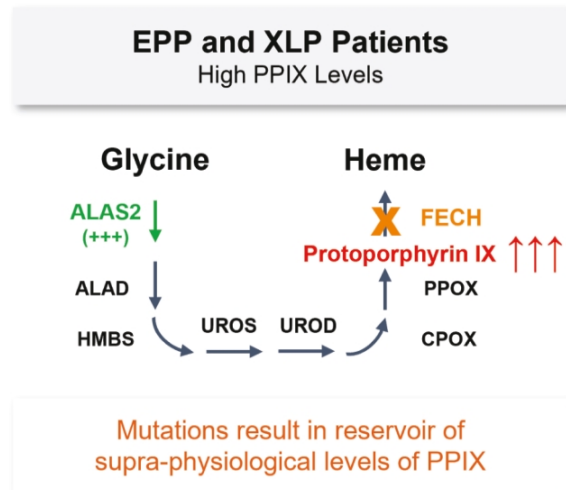 EPP and XLP Patients
High PPIX Levels
Glycine
Heme
ALAS2
(+++)
X
FECH
Protoporphyrin IX ↑↑↑
ALAD
PPOX
HMBS
UROS
UROD
CPOX
Mutations result in reservoir of
supra-physiological levels of PPIX